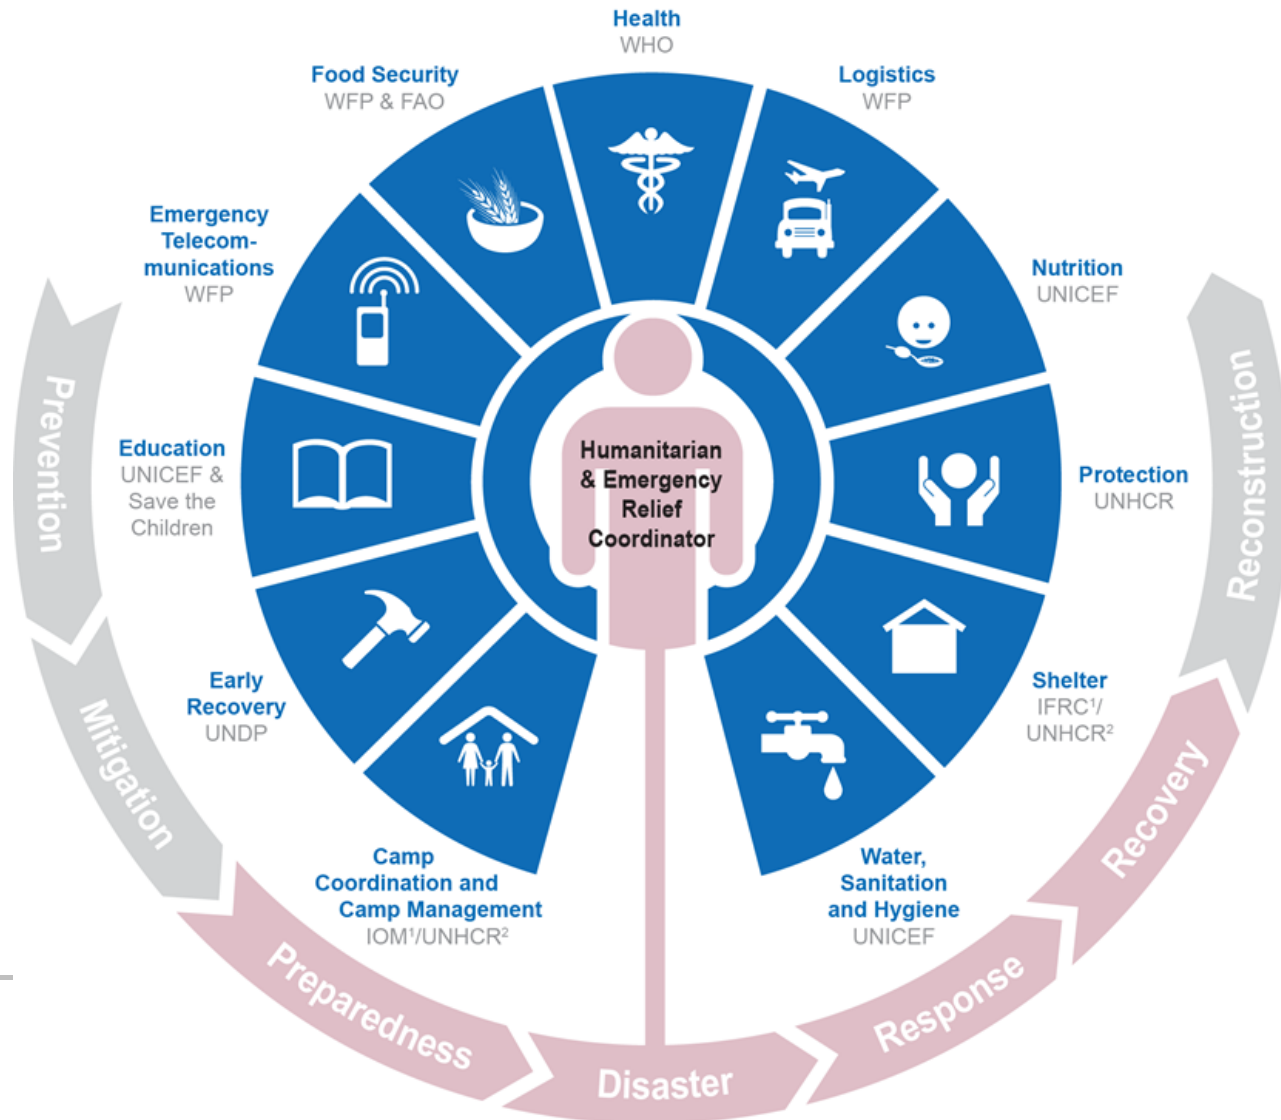 Health
WHO
Food Security
WFP & FAO
Logistics
WFP
Emergency
Telecom-
munications
WFP
Nutrition
UNICEF
Education
UNICEF &
Save the
Children
Humanitarian
& Emergency
Relief
Coordinator
Protection
UNHCR
Early
Recovery
UNDP
Shelter
IFRC¹/
UNHCR²
Camp
Coordination and
Camp Management
IOM¹/UNHCR²
Water,
Sanitation
and Hygiene
UNICEF
Prevention
Mitigation
Preparedness
Disaster
Response
Recovery
Reconstruction